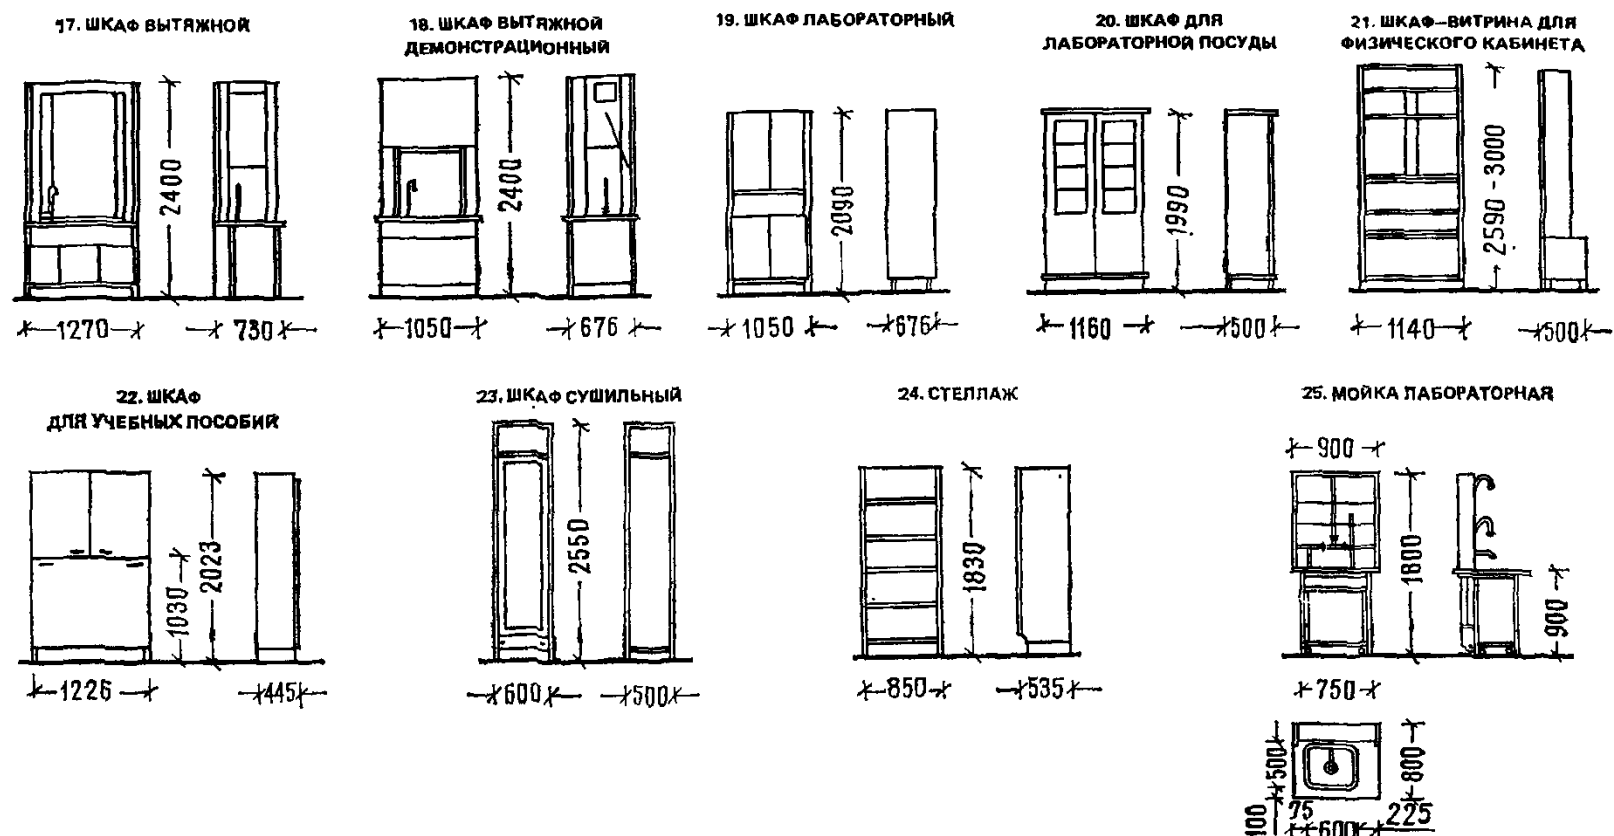 17. ШКАФ ВЫТЯЖНОЙ
2400
1270
730
18. ШКАФ ВЫТЯЖНОЙ
ДЕМОНСТРАЦИОННЫЙ
2400
1050
676
19. ШКАФ ЛАБОРАТОРНЫЙ
2090
1050
676
20. ШКАФ ДЛЯ
ЛАБОРАТОРНОЙ ПОСУДЫ
1990
1160
500
21. ШКАФ-ВИТРИНА ДЛЯ
ФИЗИЧЕСКОГО КАБИНЕТА
2590-3000
1140
500
22. ШКАФ
ДЛЯ УЧЕБНЫХ ПОСОБИЙ
1030
2023
1226
445
23. ШКАФ СУШИЛЬНЫЙ
2550
600
500
24. СТЕЛЛАЖ
1830
850
535
25. МОЙКА ЛАБОРАТОРНАЯ
900
1800
900
750
500
800
100
75
600
225